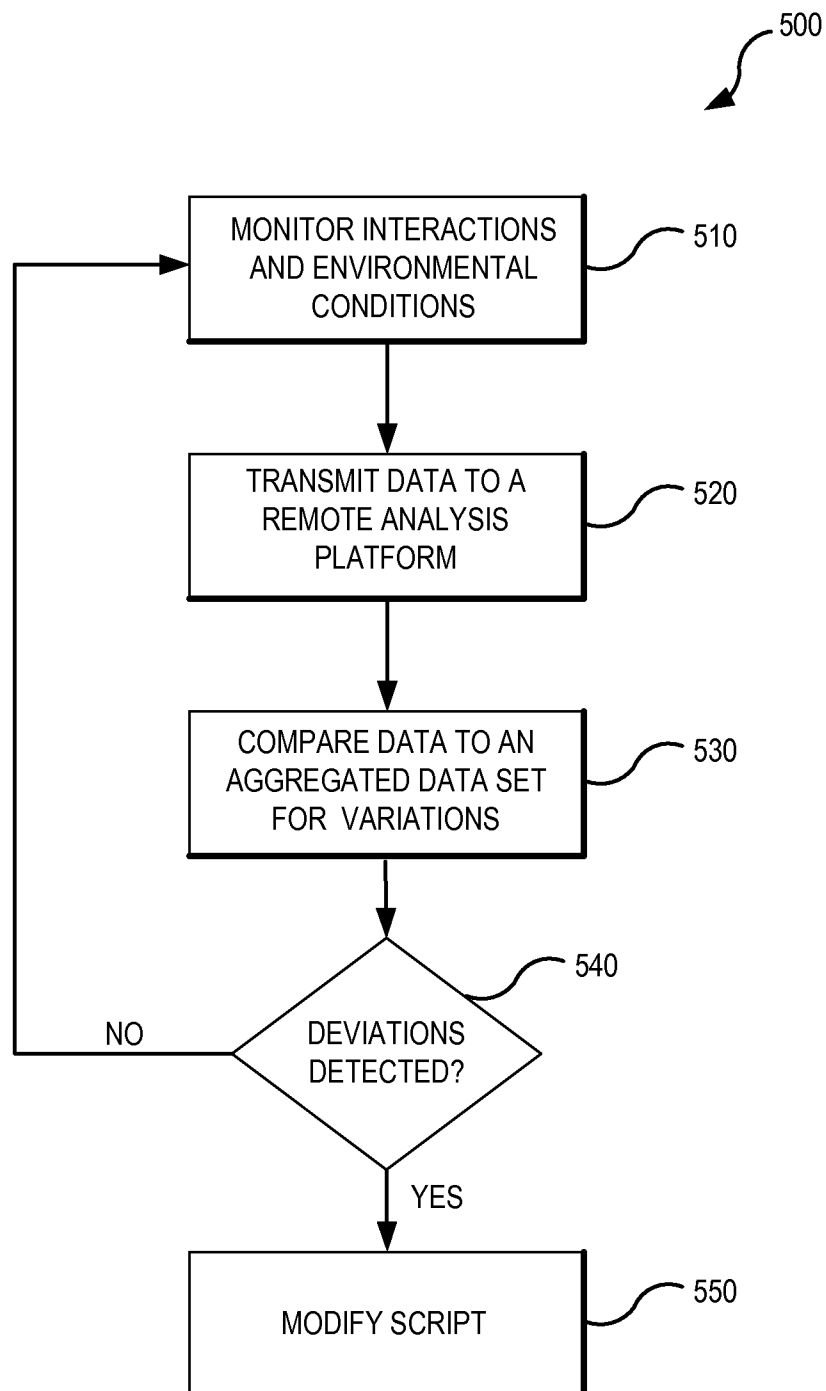 500
MONITOR INTERACTIONS
AND ENVIRONMENTAL
CONDITIONS
510
TRANSMIT DATA TO A
REMOTE ANALYSIS
PLATFORM
520
COMPARE DATA TO AN
AGGREGATED DATA SET
FOR VARIATIONS
530
540
DEVIATIONS
DETECTED?
NO
YES
MODIFY SCRIPT
550